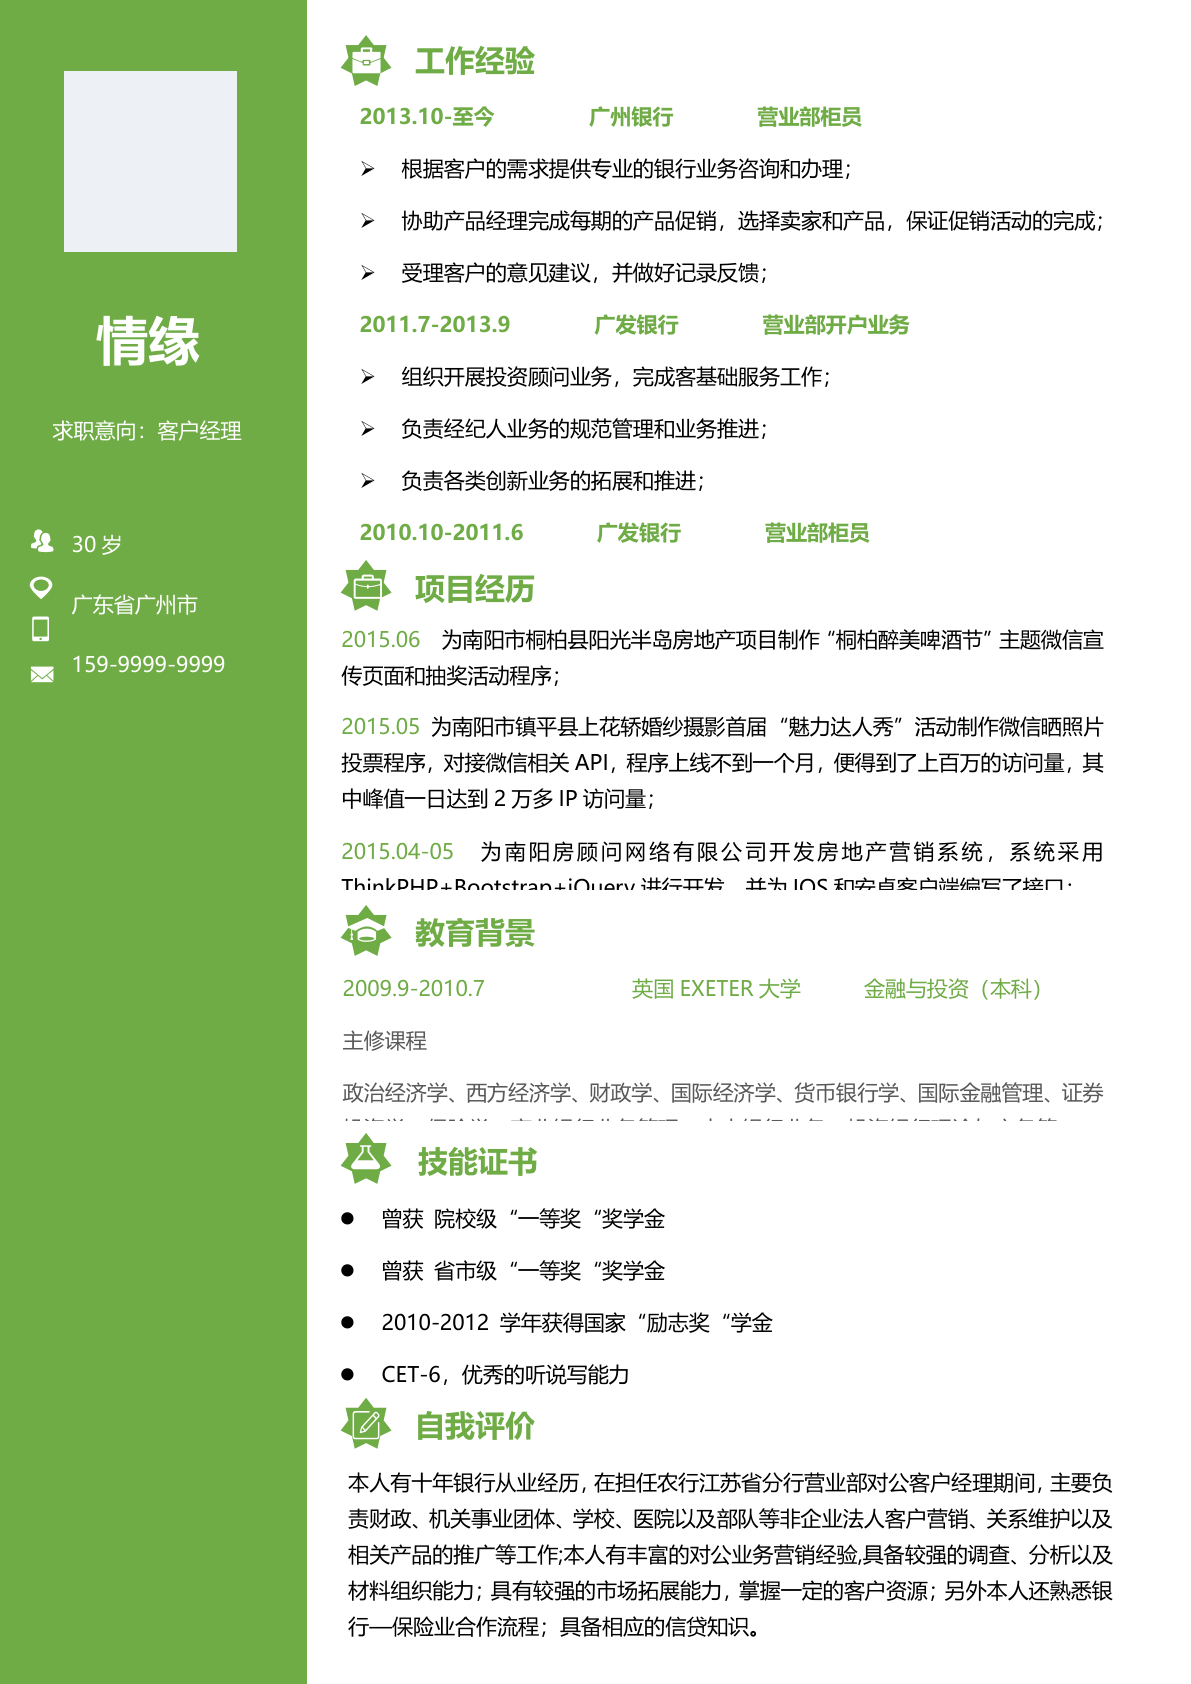 情缘
求职意向：客户经理
30 岁
广东省广州市
159-9999-9999
工作经验
2013.10-至今 广州银行 营业部柜员
根据客户的需求提供专业的银行业务咨询和办理；
协助产品经理完成每期的产品促销，选择卖家和产品，保证促销活动的完成；
受理客户的意见建议，并做好记录反馈；
2011.7-2013.9 广发银行 营业部开户业务
组织开展投资顾问业务，完成客基础服务工作；
负责经纪人业务的规范管理和业务推进；
负责各类创新业务的拓展和推进；
2010.10-2011.6 广发银行 营业部柜员
项目经历
2015.06 为南阳市桐柏县阳光半岛房地产项目制作“桐柏醉美啤酒节”主题微信宣
传页面和抽奖活动程序；
2015.05 为南阳市镇平县上花轿婚纱摄影首届“魅力达人秀”活动制作微信晒照片
投票程序，对接微信相关 API，程序上线不到一个月，便得到了上百万的访问量，其
中峰值一日达到 2 万多 IP 访问量；
2015.04-05 为南阳房顾问网络有限公司开发房地产营销系统，系统采用
ThinkPHP+Bootstrap+jQuery 进行开发，并为 IOS 和安卓客户端编写了接口；
教育背景
2009.9-2010.7 英国 EXETER 大学 金融与投资（本科）
主修课程
政治经济学、西方经济学、财政学、国际经济学、货币银行学、国际金融管理、证券
技能证书
曾获 院校级“一等奖“奖学金
曾获 省市级“一等奖“奖学金
2010-2012 学年获得国家“励志奖“学金
CET-6，优秀的听说写能力
自我评价
本人有十年银行从业经历，在担任农行江苏省分行营业部对公客户经理期间，主要负
责财政、机关事业团体、学校、医院以及部队等非企业法人客户营销、关系维护以及
相关产品的推广等工作;本人有丰富的对公业务营销经验,具备较强的调查、分析以及
材料组织能力；具有较强的市场拓展能力，掌握一定的客户资源；另外本人还熟悉银
行—保险业合作流程；具备相应的信贷知识。